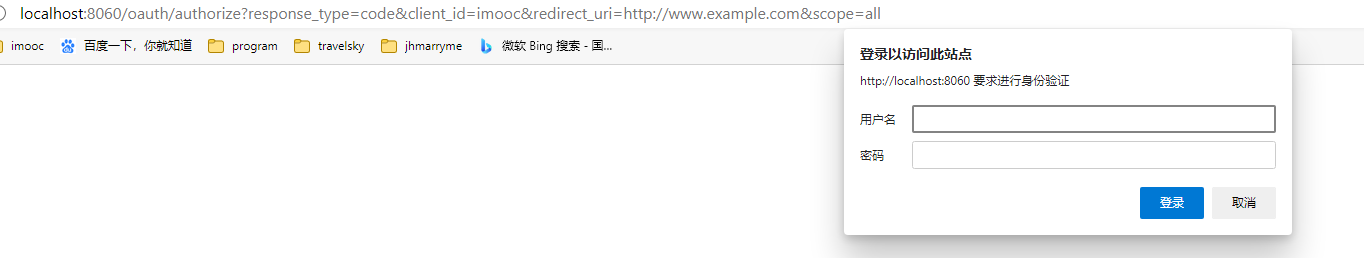 localhost:8060/oauth/authorize?response_type=code&client_id=imooc&redirect_uri=http://www.example.com&scope=all
imooc 百度一下，你就知道 program travelsky jhmarryme 微软 Bing 搜索 - 国...
登录以访问此站点
http://localhost:8060 要求进行身份验证
用户名
密码
登录 取消